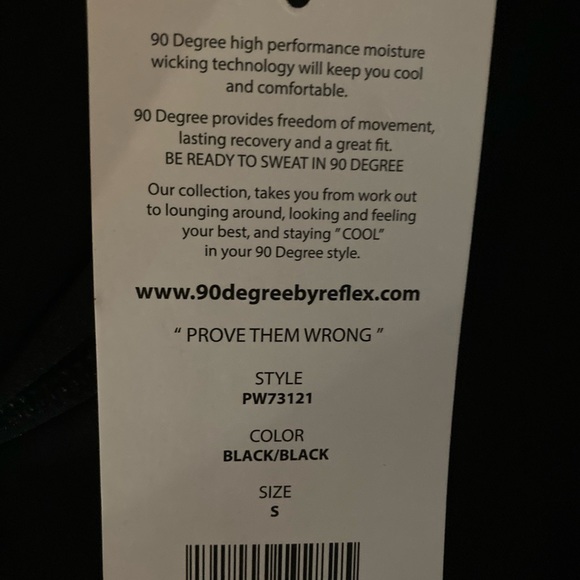 90 Degree high performance moisture
wicking technology will keep you cool
and comfortable.
90 Degree provides freedom of movement,
lasting recovery and a great fit.
BE READY TO SWEAT IN 90 DEGREE
Our collection, takes you from work out
to lounging around, looking and feeling
your best, and staying "COOL"
in your 90 Degree style.
www.90degreebyreflex.com
" PROVE THEM WRONG "
STYLE
PW73121
COLOR
BLACK/BLACK
SIZE
S